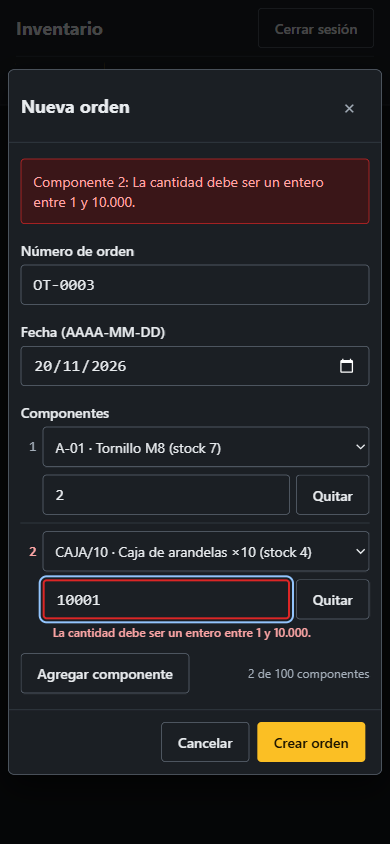 Inventario
Cerrar sesión
Nueva orden
×
Componente 2: La cantidad debe ser un entero
entre 1 y 10.000.
Número de orden
OT-0003
Fecha (AAAA-MM-DD)
20/11/2026
Componentes
1
A-01 · Tornillo M8 (stock 7)
2
Quitar
2
CAJA/10 · Caja de arandelas ×10 (stock 4)
10001
Quitar
La cantidad debe ser un entero entre 1 y 10.000.
Agregar componente
2 de 100 componentes
Cancelar
Crear orden